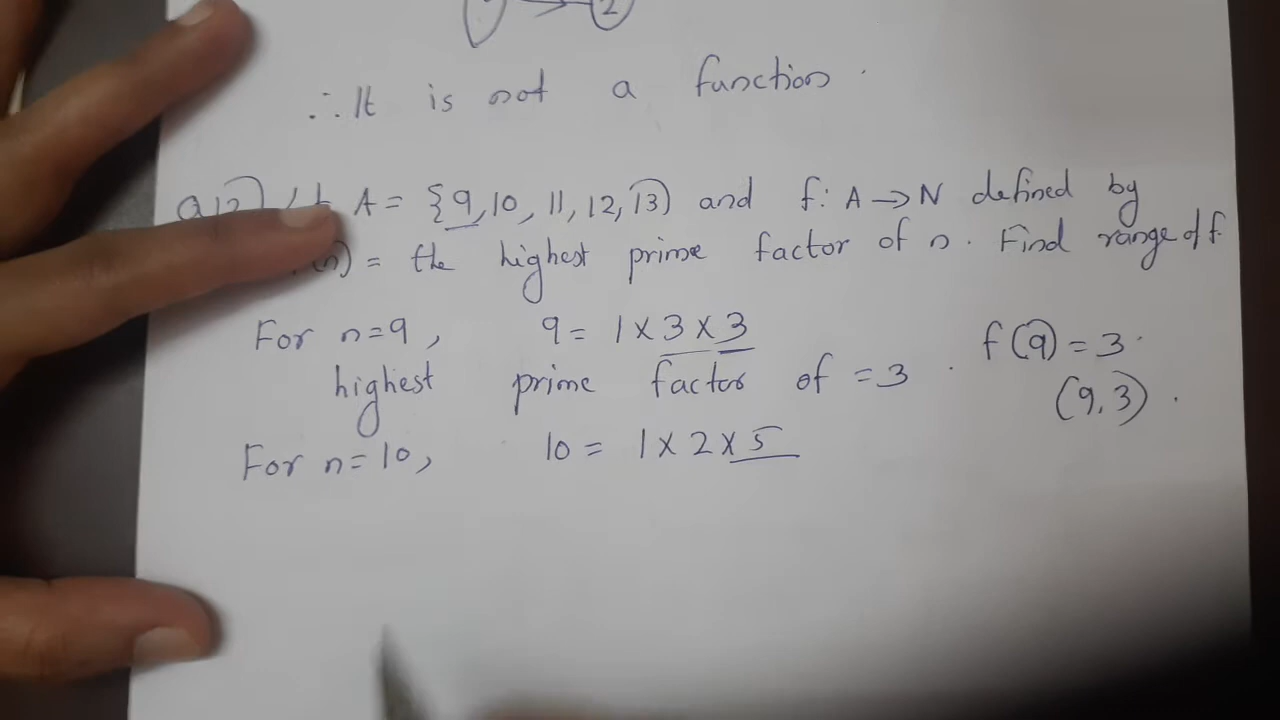 2
∴ It is not a function.
Q12) A = {9, 10, 11, 12, 13) and f: A → N defined by
(n) = the highest prime factor of n. Find range of f
For n=9, 9 = 1 X 3 X 3 f(9) = 3.
highest prime factor of = 3. (9, 3).
For n=10, 10 = 1 X 2 X 5